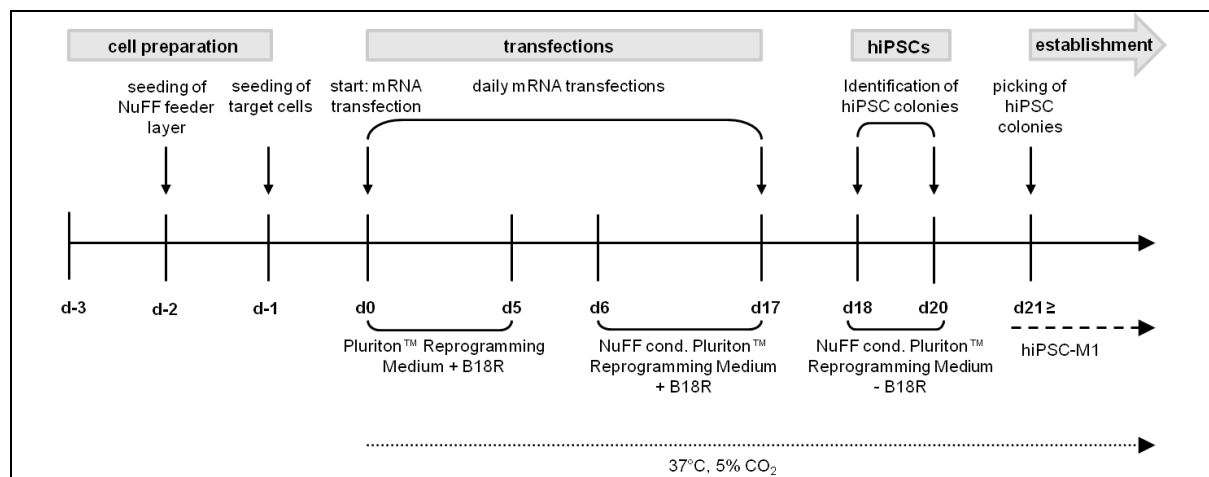 cell preparation
transfections
hiPSCs
establishment
seeding of
NuFF feeder
layer
seeding of
target cells
start: mRNA
transfection
daily mRNA transfections
Identification of
hiPSC colonies
picking of
hiPSC
colonies
d-3
d-2
d-1
d0
d5
d6
d17
d18
d20
d21 ≥
Pluriton™ Reprogramming
Medium + B18R
NuFF cond. Pluriton™
Reprogramming Medium
+ B18R
NuFF cond. Pluriton™
Reprogramming Medium
- B18R
hiPSC-M1
37°C, 5% CO₂